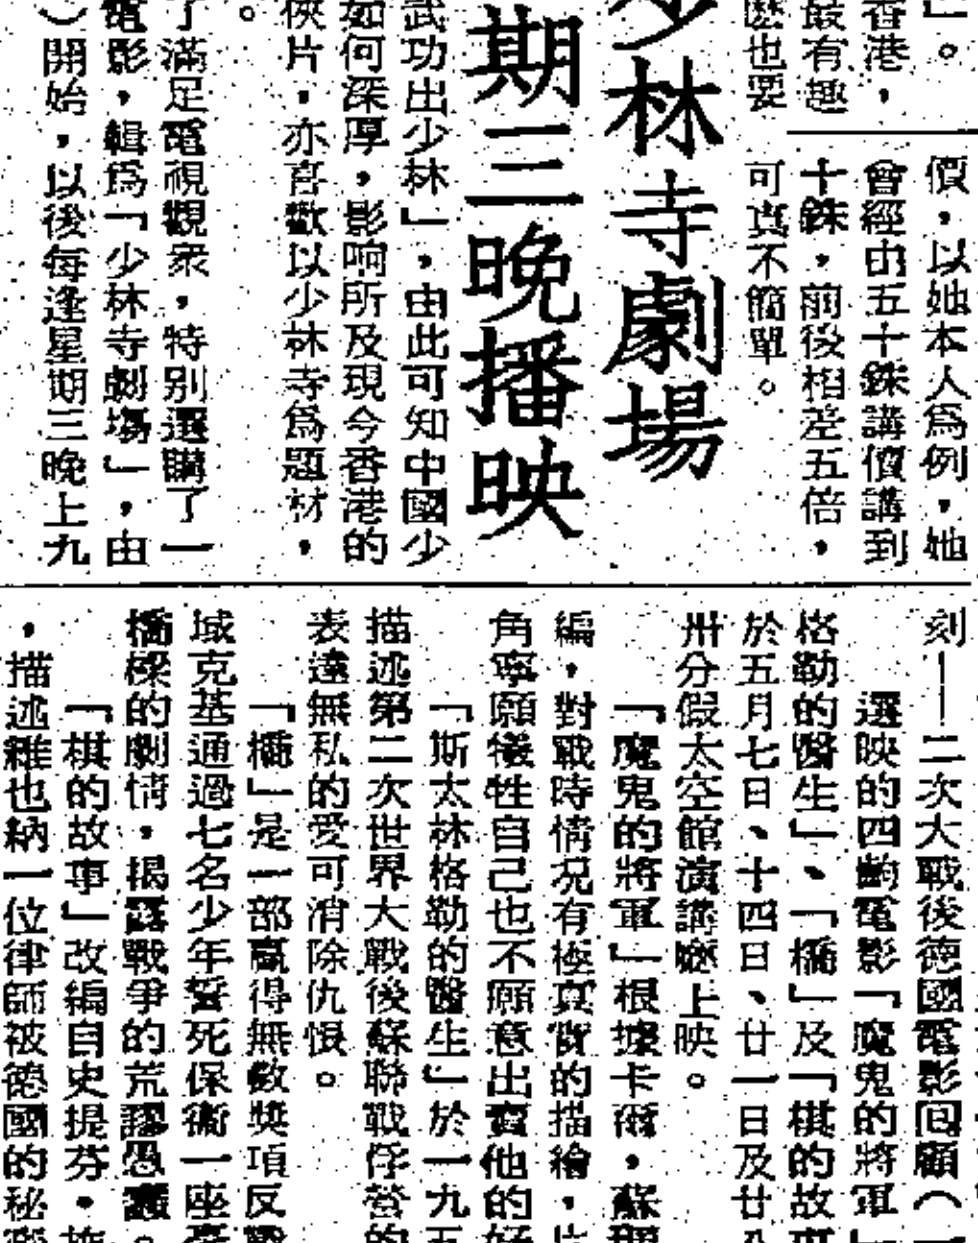 」。
香港，
最有趣
歷也要
價，以她本人爲例，她
曾經由五十銖講價講到
十銖，前後相差五倍，
可真不簡單。
少林寺劇場
期三晚播映
武功出少林」，由此可知中國少
如何深厚，影响所及現今香港的
俠片，亦喜歡以少林寺爲題材，
。
了滿足電視觀衆，特別選購了一
電影，輯爲「少林寺劇場」，由
）開始，以後每逢星期三晚上九
刻——二次大戰後德國電影回顧（一
選映的四齣電影「魔鬼的將軍」
格勒的醫生」、「橋」及「棋的故事
於五月七日、十四日、廿一日及廿八
卅分假太空館演講廳上映。
「魔鬼的將軍」根據卡爾，蘇
編，對戰時情況有極真實的描繪，片
角寧願犧牲自己也不願意出賣他的好
「斯太林格勒的醫生」於一九五
描述第二次世界大戰後蘇聯戰俘營的
表達無私的愛可消除仇恨。
「橋」是一部贏得無數獎項反戰
域克基通過七名少年誓死保衞一座
橋樑的劇情，揭露戰爭的荒謬愚蠢。
「棋的故事」改編自史提芬，
，描述維也納一位律師被德國的秘